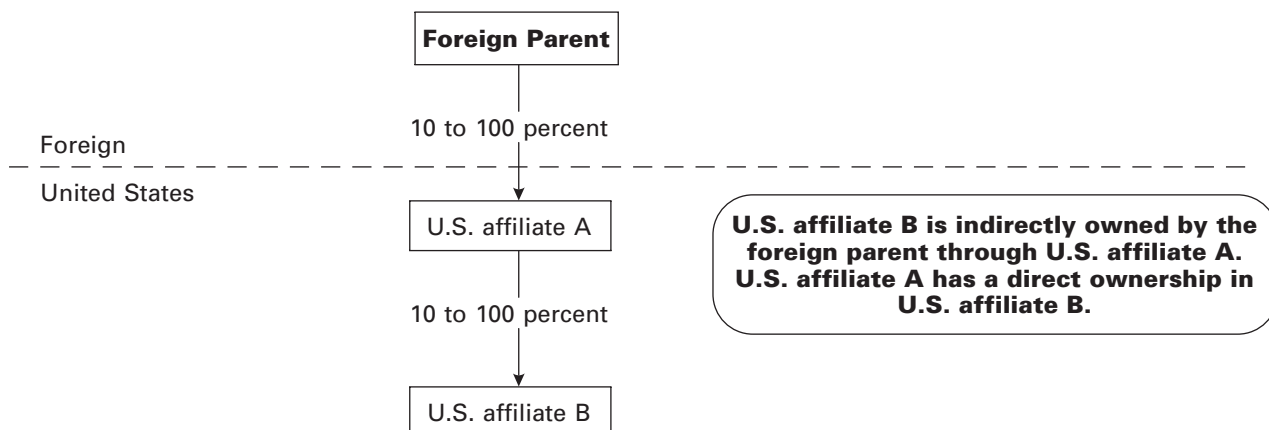 Foreign Parent
10 to 100 percent
Foreign
United States
U.S. affiliate A
U.S. affiliate B is indirectly owned by the
foreign parent through U.S. affiliate A.
U.S. affiliate A has a direct ownership in
U.S. affiliate B.
10 to 100 percent
U.S. affiliate B